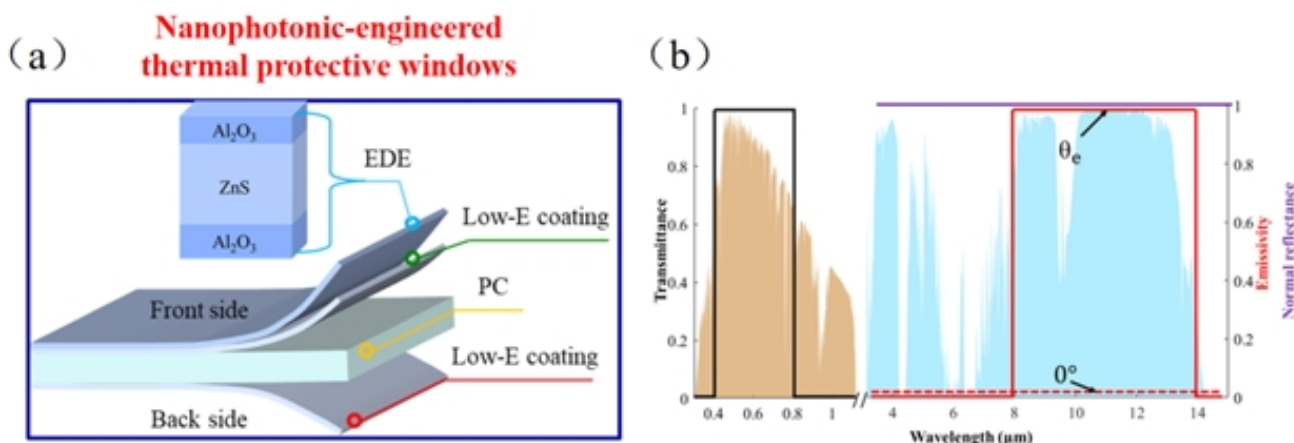 (a)
Nanophotonic-engineered
thermal protective windows
Al₂O₃
ZnS
Al₂O₃
EDE
Low-E coating
PC
Front side
Low-E coating
Back side
(b)
1
0.8
0.6
0.4
0.2
0
Transmittance
0.4
0.6
0.8
1
4
6
8
10
12
14
Wavelength (μm)
θₑ
0°
1
0.8
0.6
0.4
0.2
0
Emissivity
Normal reflectance